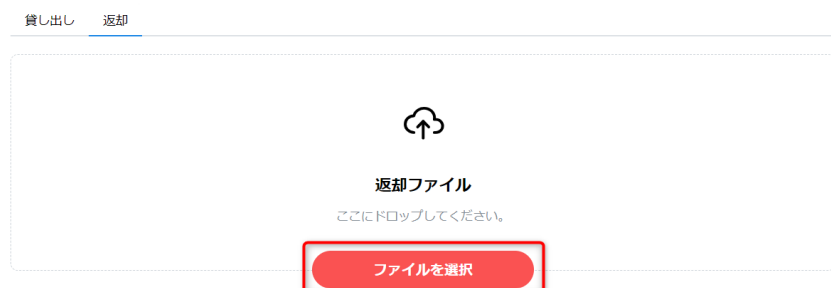 貸し出し 返却
返却ファイル
ここにドロップしてください。
ファイルを選択